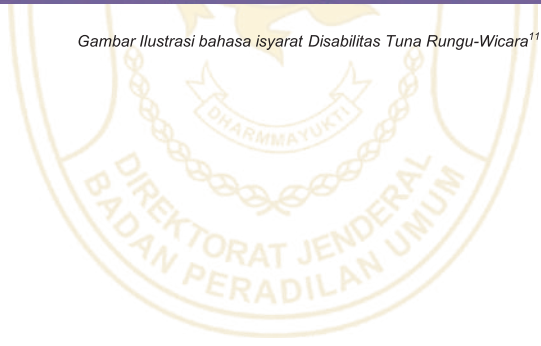 Gambar Ilustrasi bahasa isyarat Disabilitas Tuna Rungu-Wicara¹¹
DHARMMAYUKTI
DIREKTORAT JENDERAL
BADAN PERADILAN UMUM